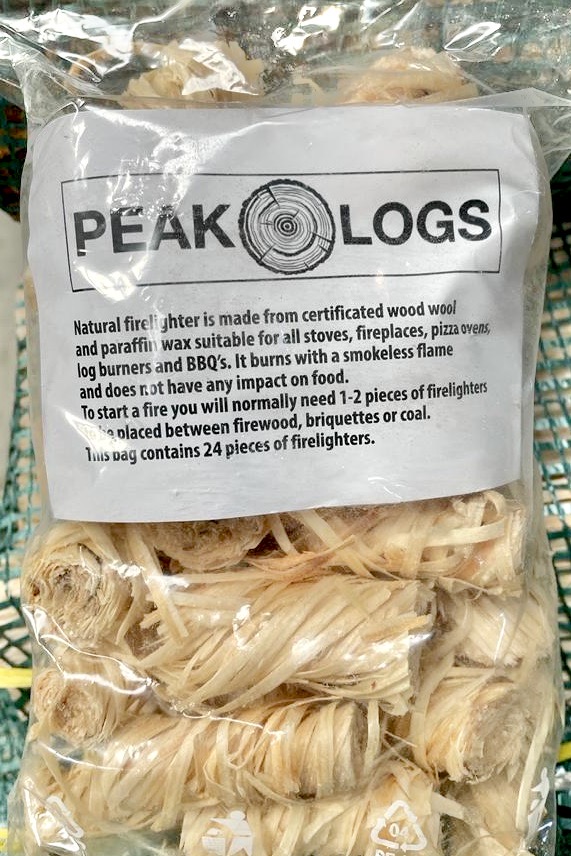 PEAK LOGS
Natural firelighter is made from certificated wood wool
and paraffin wax suitable for all stoves, fireplaces, pizza ovens,
log burners and BBQ's. It burns with a smokeless flame
and does not have any impact on food.
To start a fire you will normally need 1-2 pieces of firelighters
To be placed between firewood, briquettes or coal.
This bag contains 24 pieces of firelighters.
04